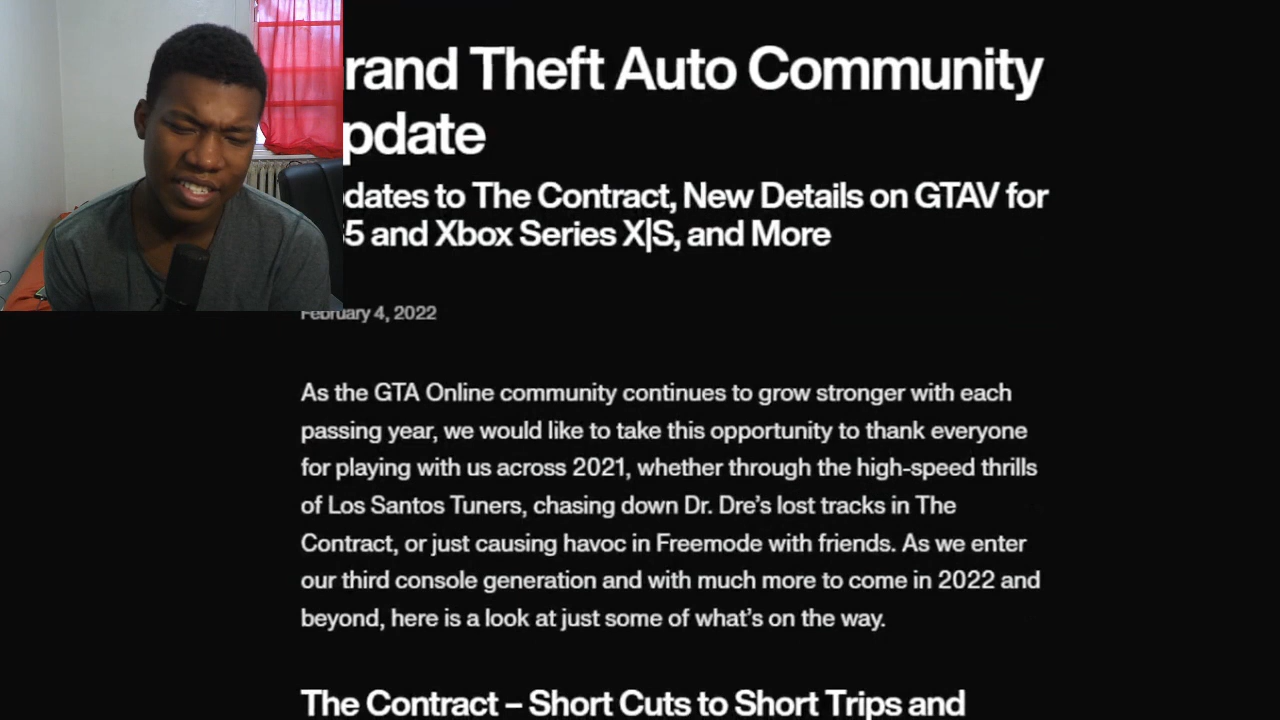 rand Theft Auto Community
pdate
dates to The Contract, New Details on GTAV for
5 and Xbox Series X|S, and More
February 4, 2022
As the GTA Online community continues to grow stronger with each
passing year, we would like to take this opportunity to thank everyone
for playing with us across 2021, whether through the high-speed thrills
of Los Santos Tuners, chasing down Dr. Dre’s lost tracks in The
Contract, or just causing havoc in Freemode with friends. As we enter
our third console generation and with much more to come in 2022 and
beyond, here is a look at just some of what’s on the way.
The Contract – Short Cuts to Short Trips and